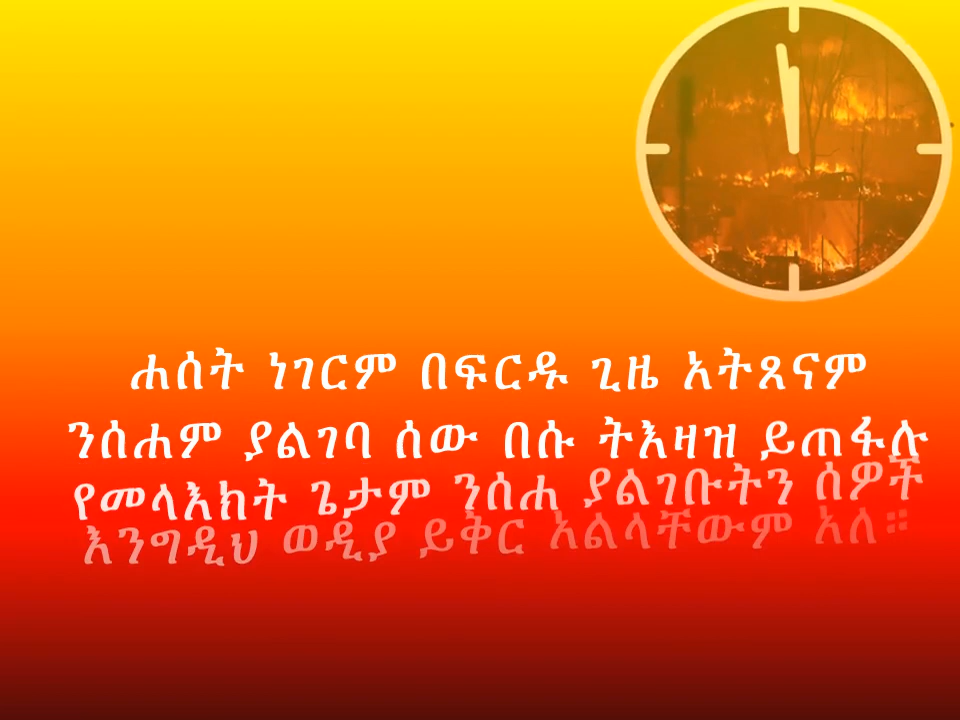 ሐሰት ነገርም በፍርዱ ጊዜ አትጸናም
ንሰሐም ያልገባ ሰው በሱ ትእዛዝ ይጠፋሉ
የመላእክት ጌታም ንሰሐ ያልገቡትን ሰዎች
እንግዲህ ወዲያ ይቅር አልላቸውም አለ።